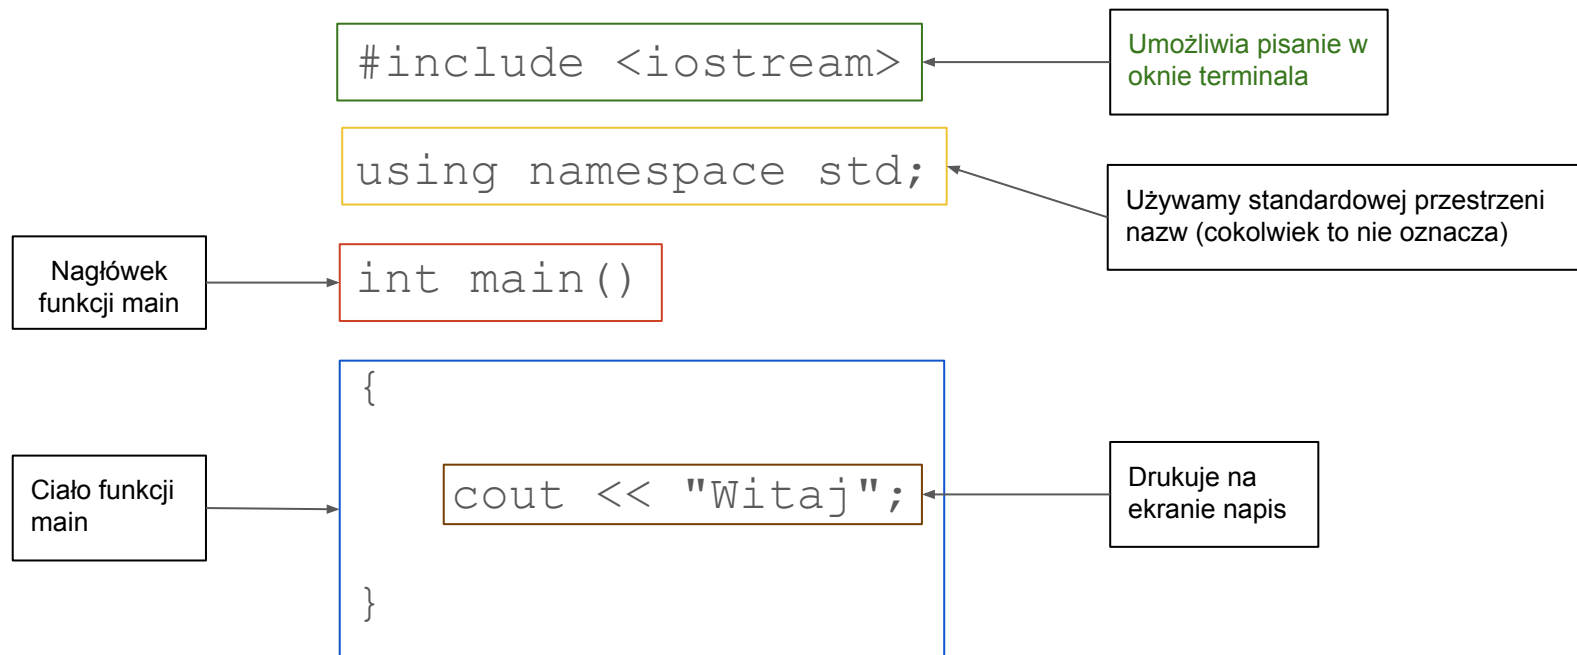 #include <iostream>
Umożliwia pisanie w
oknie terminala
using namespace std;
Używamy standardowej przestrzeni
nazw (cokolwiek to nie oznacza)
Nagłówek
funkcji main
int main()
{
Ciało funkcji
main
cout << "Witaj";
Drukuje na
ekranie napis
}